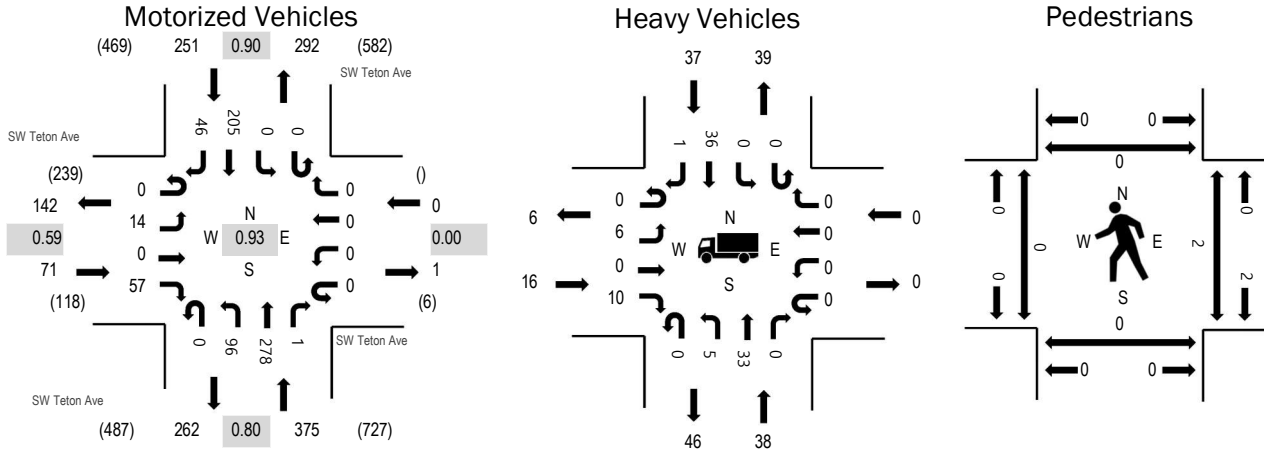 Motorized Vehicles
(469) 251 0.90 292 (582)
SW Teton Ave
SW Teton Ave
46 205 0 0
(239)
142
0.59
71
(118)
0
14
0
57
N
W 0.93 E
S
0
0
0
0
()
0
0.00
1
(6)
0 96 278 1
SW Teton Ave
SW Teton Ave
(487) 262 0.80 375 (727)
Heavy Vehicles
37 39
1 36 0 0
6
16
0
6
0
10
N
W E
S
0
0
0
0
0
0
0 5 33 0
46 38
Pedestrians
0 0
0
0
0
0
N
W E
S
2
0
2
0
0 0